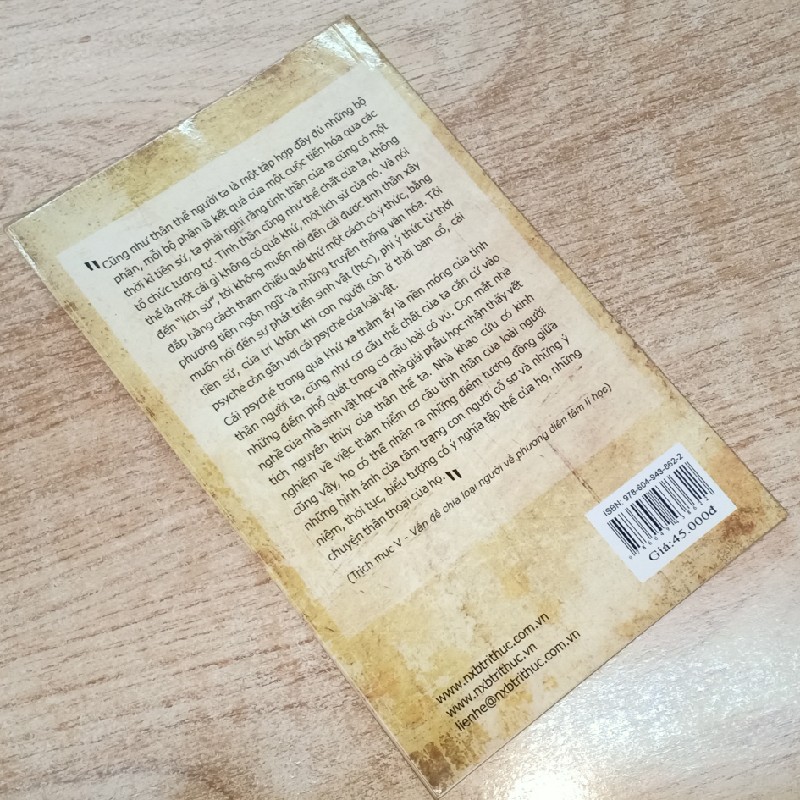 "Cũng như thân thể người ta là một tập hợp đầy đủ những bộ
phận, mỗi bộ phận là kết quả của một cuộc tiến hóa qua các
thời kì tiền sử, ta phải nghĩ rằng tinh thần của ta cũng có một
tổ chức tương tự. Tinh thần cũng như thể chất của ta, không
thể là một cái gì không có quá khứ, một lịch sử của nó. Và nói
đến "lịch sử", tôi không muốn nói đến cái được tinh thần xây
đắp bằng cách tham chiếu quá khứ một cách có ý thức, bằng
phương tiện ngôn ngữ và những truyền thống văn hóa. Tôi
muốn nói đến sự phát triển sinh vật (học), phi ý thức từ thời
tiền sử, của trí khôn khi con người còn ở thời bán cổ, cái
psyché còn gần với cái psyché của loài vật.
Cái psyché trong quá khứ xa thăm ấy là nền móng của tinh
thần người ta, cũng như cơ cấu thể chất của ta căn cứ vào
những điểm phổ quát trong cơ cấu loài có vú. Con mắt nhà
nghề của nhà sinh vật học và nhà giải phẫu học nhận thấy vết
tích nguyên thủy của thân thể ta. Nhà khảo cứu có kinh
nghiệm về việc thám hiểm cơ cấu tinh thần của loài người
cũng vậy, họ có thể nhận ra những điểm tương đồng giữa
những hình ảnh của tâm trạng con người cổ sơ và những ý
niệm, thói tục, biểu tượng có ý nghĩa tập thể của họ, những
chuyện thần thoại của họ."
(Trích mục V - Vấn đề chia loại người về phương diện tâm lí học)
ISBN: 978-604-943-062-2
Giá:45.000đ
www.nxbtrithuc.com.vn
www.nxbtrithuc.vn
lienhe@nxbtrithuc.com.vn